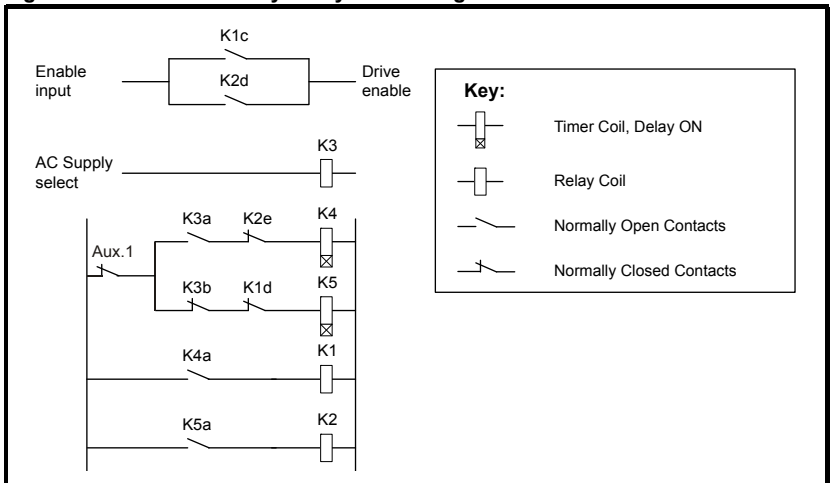 K1c
Enable
input
K2d
Drive
enable
AC Supply
select
K3
K3a K2e K4
Aux.1
K3b K1d K5
K4a K1
K5a K2
Key:
Timer Coil, Delay ON
Relay Coil
Normally Open Contacts
Normally Closed Contacts